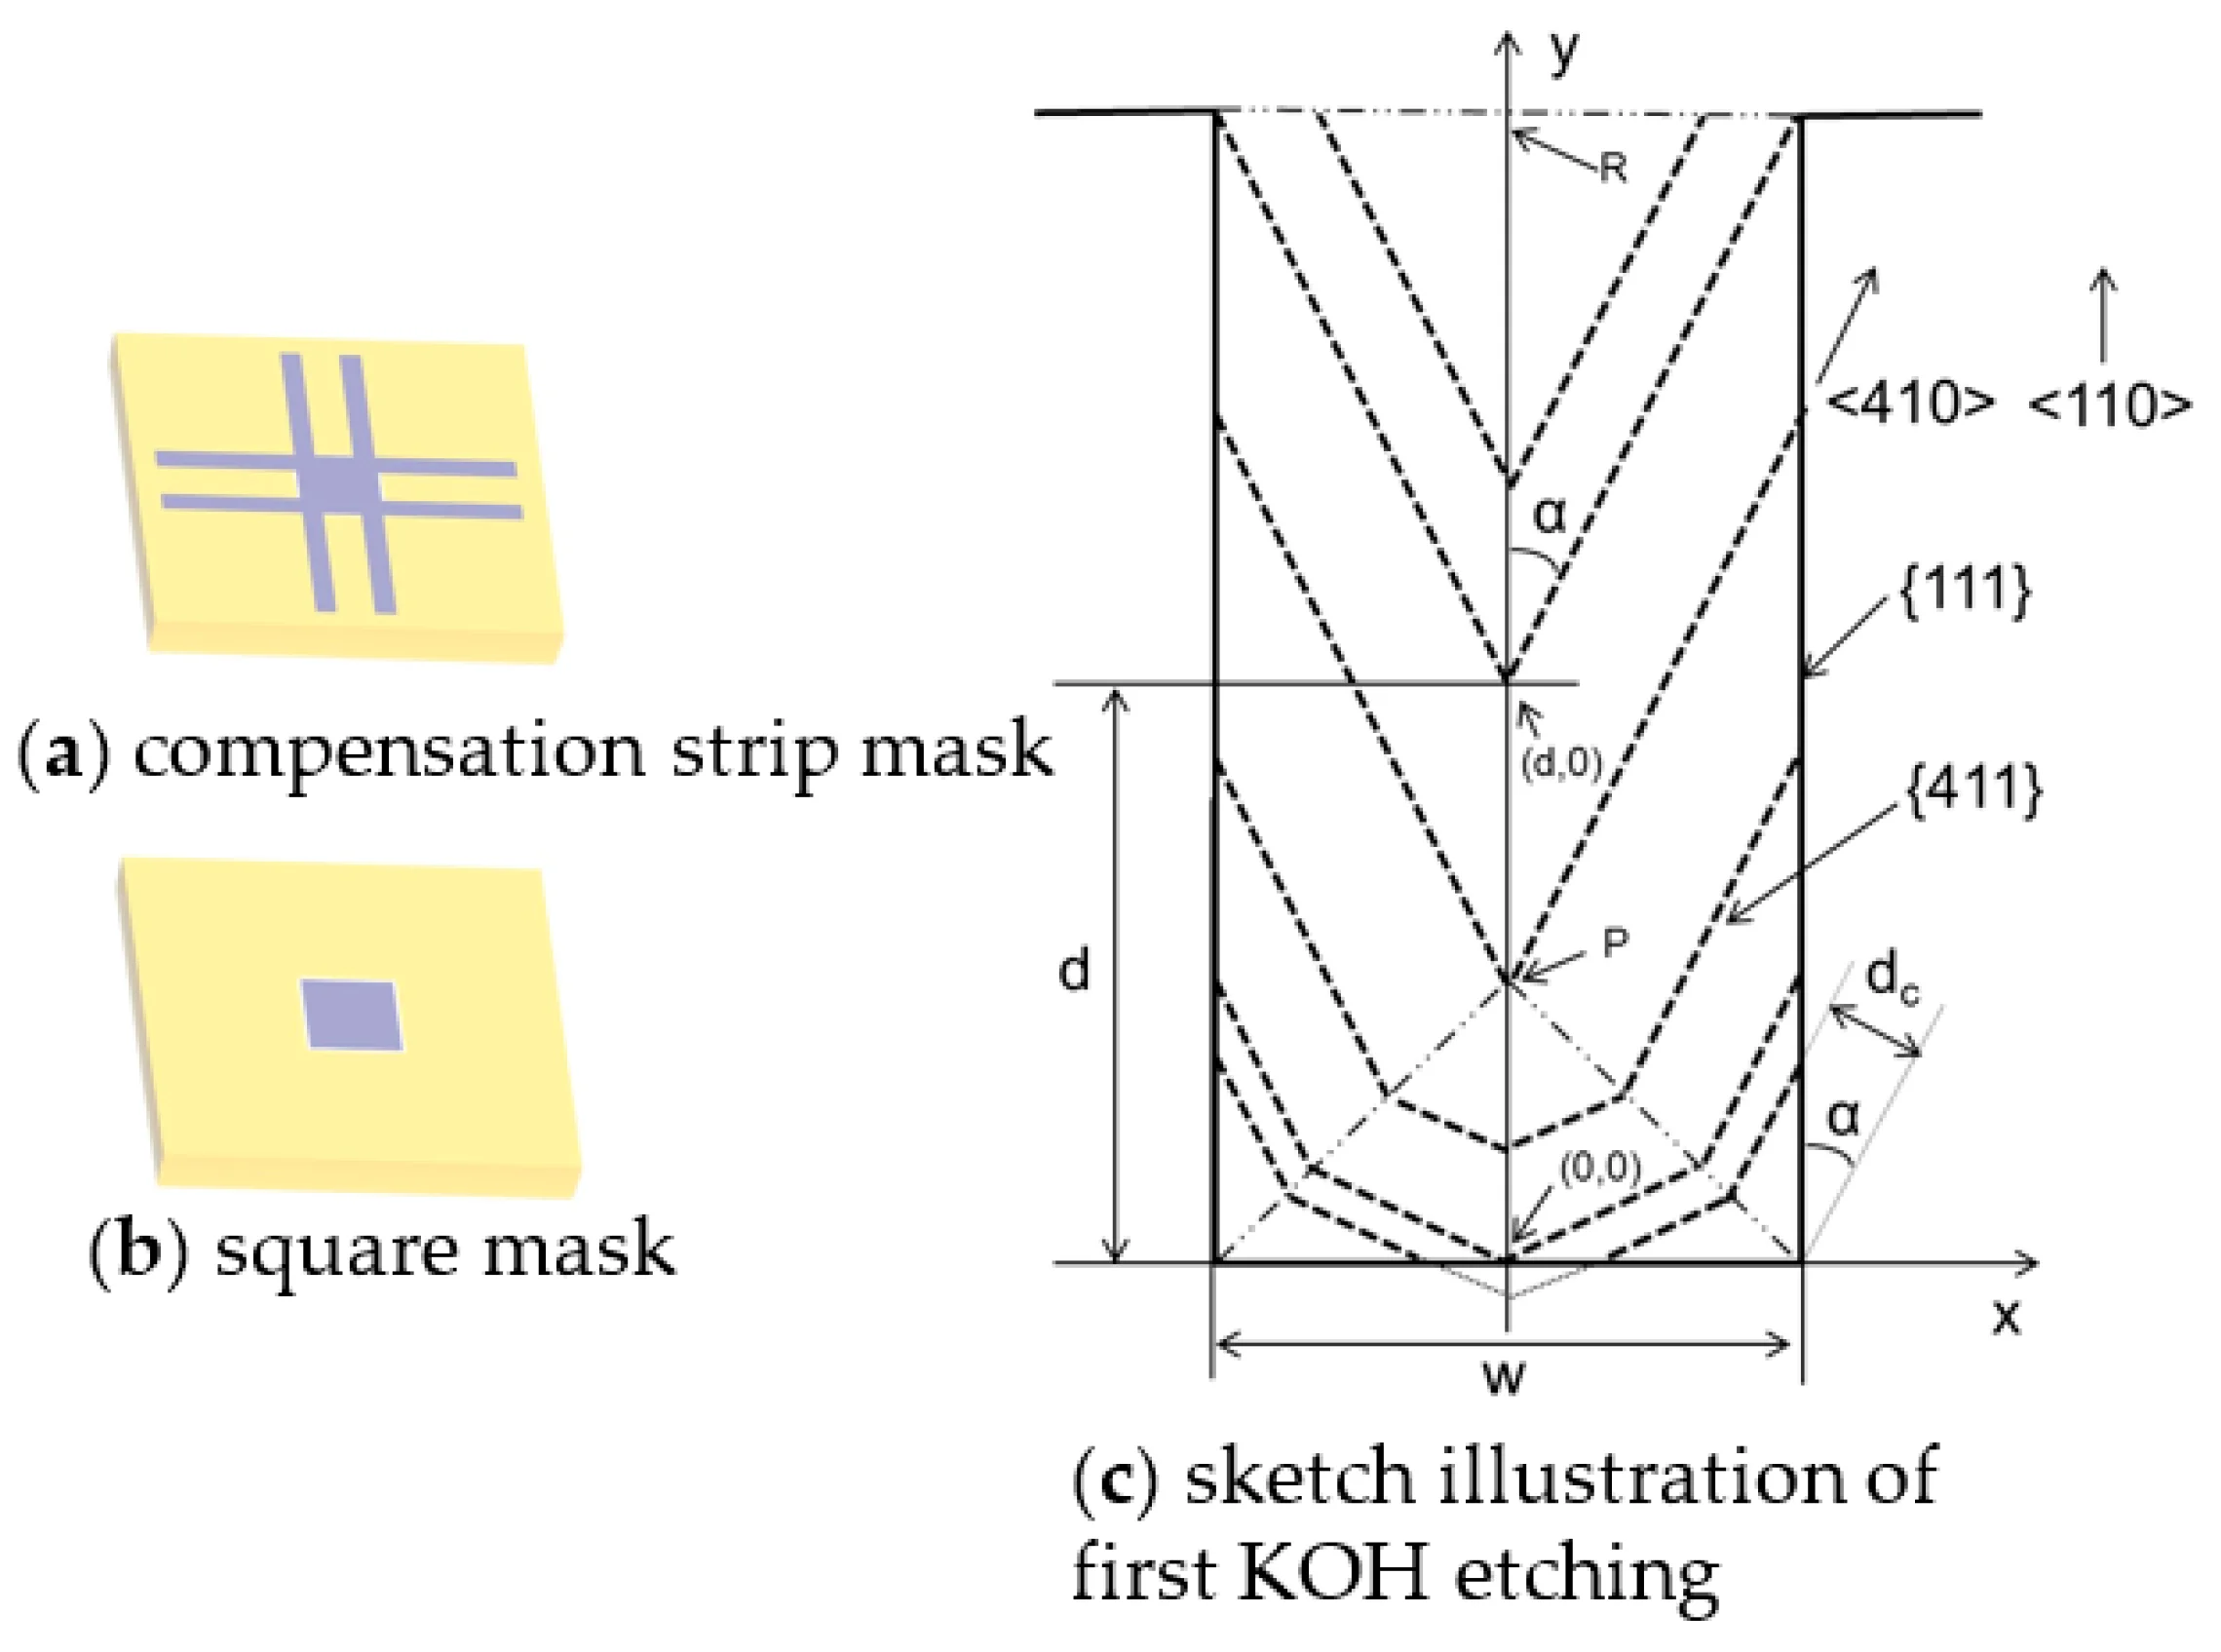 (a) compensation strip mask
(b) square mask
y
R
<410> <110>
α
{111}
(d,0)
{411}
P
d
dc
α
(0,0)
x
w
(c) sketch illustration of
first KOH etching